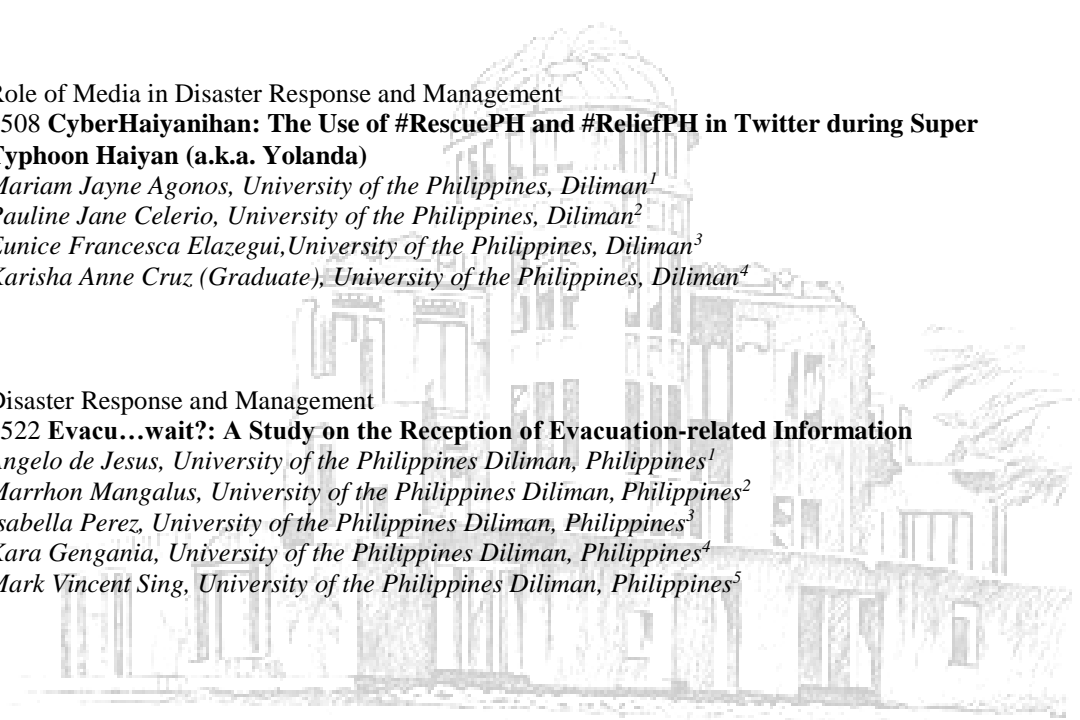 Role of Media in Disaster Response and Management
508 CyberHaiyanihan: The Use of #RescuePH and #ReliefPH in Twitter during Super
Typhoon Haiyan (a.k.a. Yolanda)
Mariam Jayne Agonos, University of the Philippines, Diliman¹
Pauline Jane Celerio, University of the Philippines, Diliman²
Eunice Francesca Elazegui,University of the Philippines, Diliman³
Karisha Anne Cruz (Graduate), University of the Philippines, Diliman⁴
Disaster Response and Management
522 Evacu…wait?: A Study on the Reception of Evacuation-related Information
Angelo de Jesus, University of the Philippines Diliman, Philippines¹
Marrhon Mangalus, University of the Philippines Diliman, Philippines²
Isabella Perez, University of the Philippines Diliman, Philippines³
Kara Gengania, University of the Philippines Diliman, Philippines⁴
Mark Vincent Sing, University of the Philippines Diliman, Philippines⁵